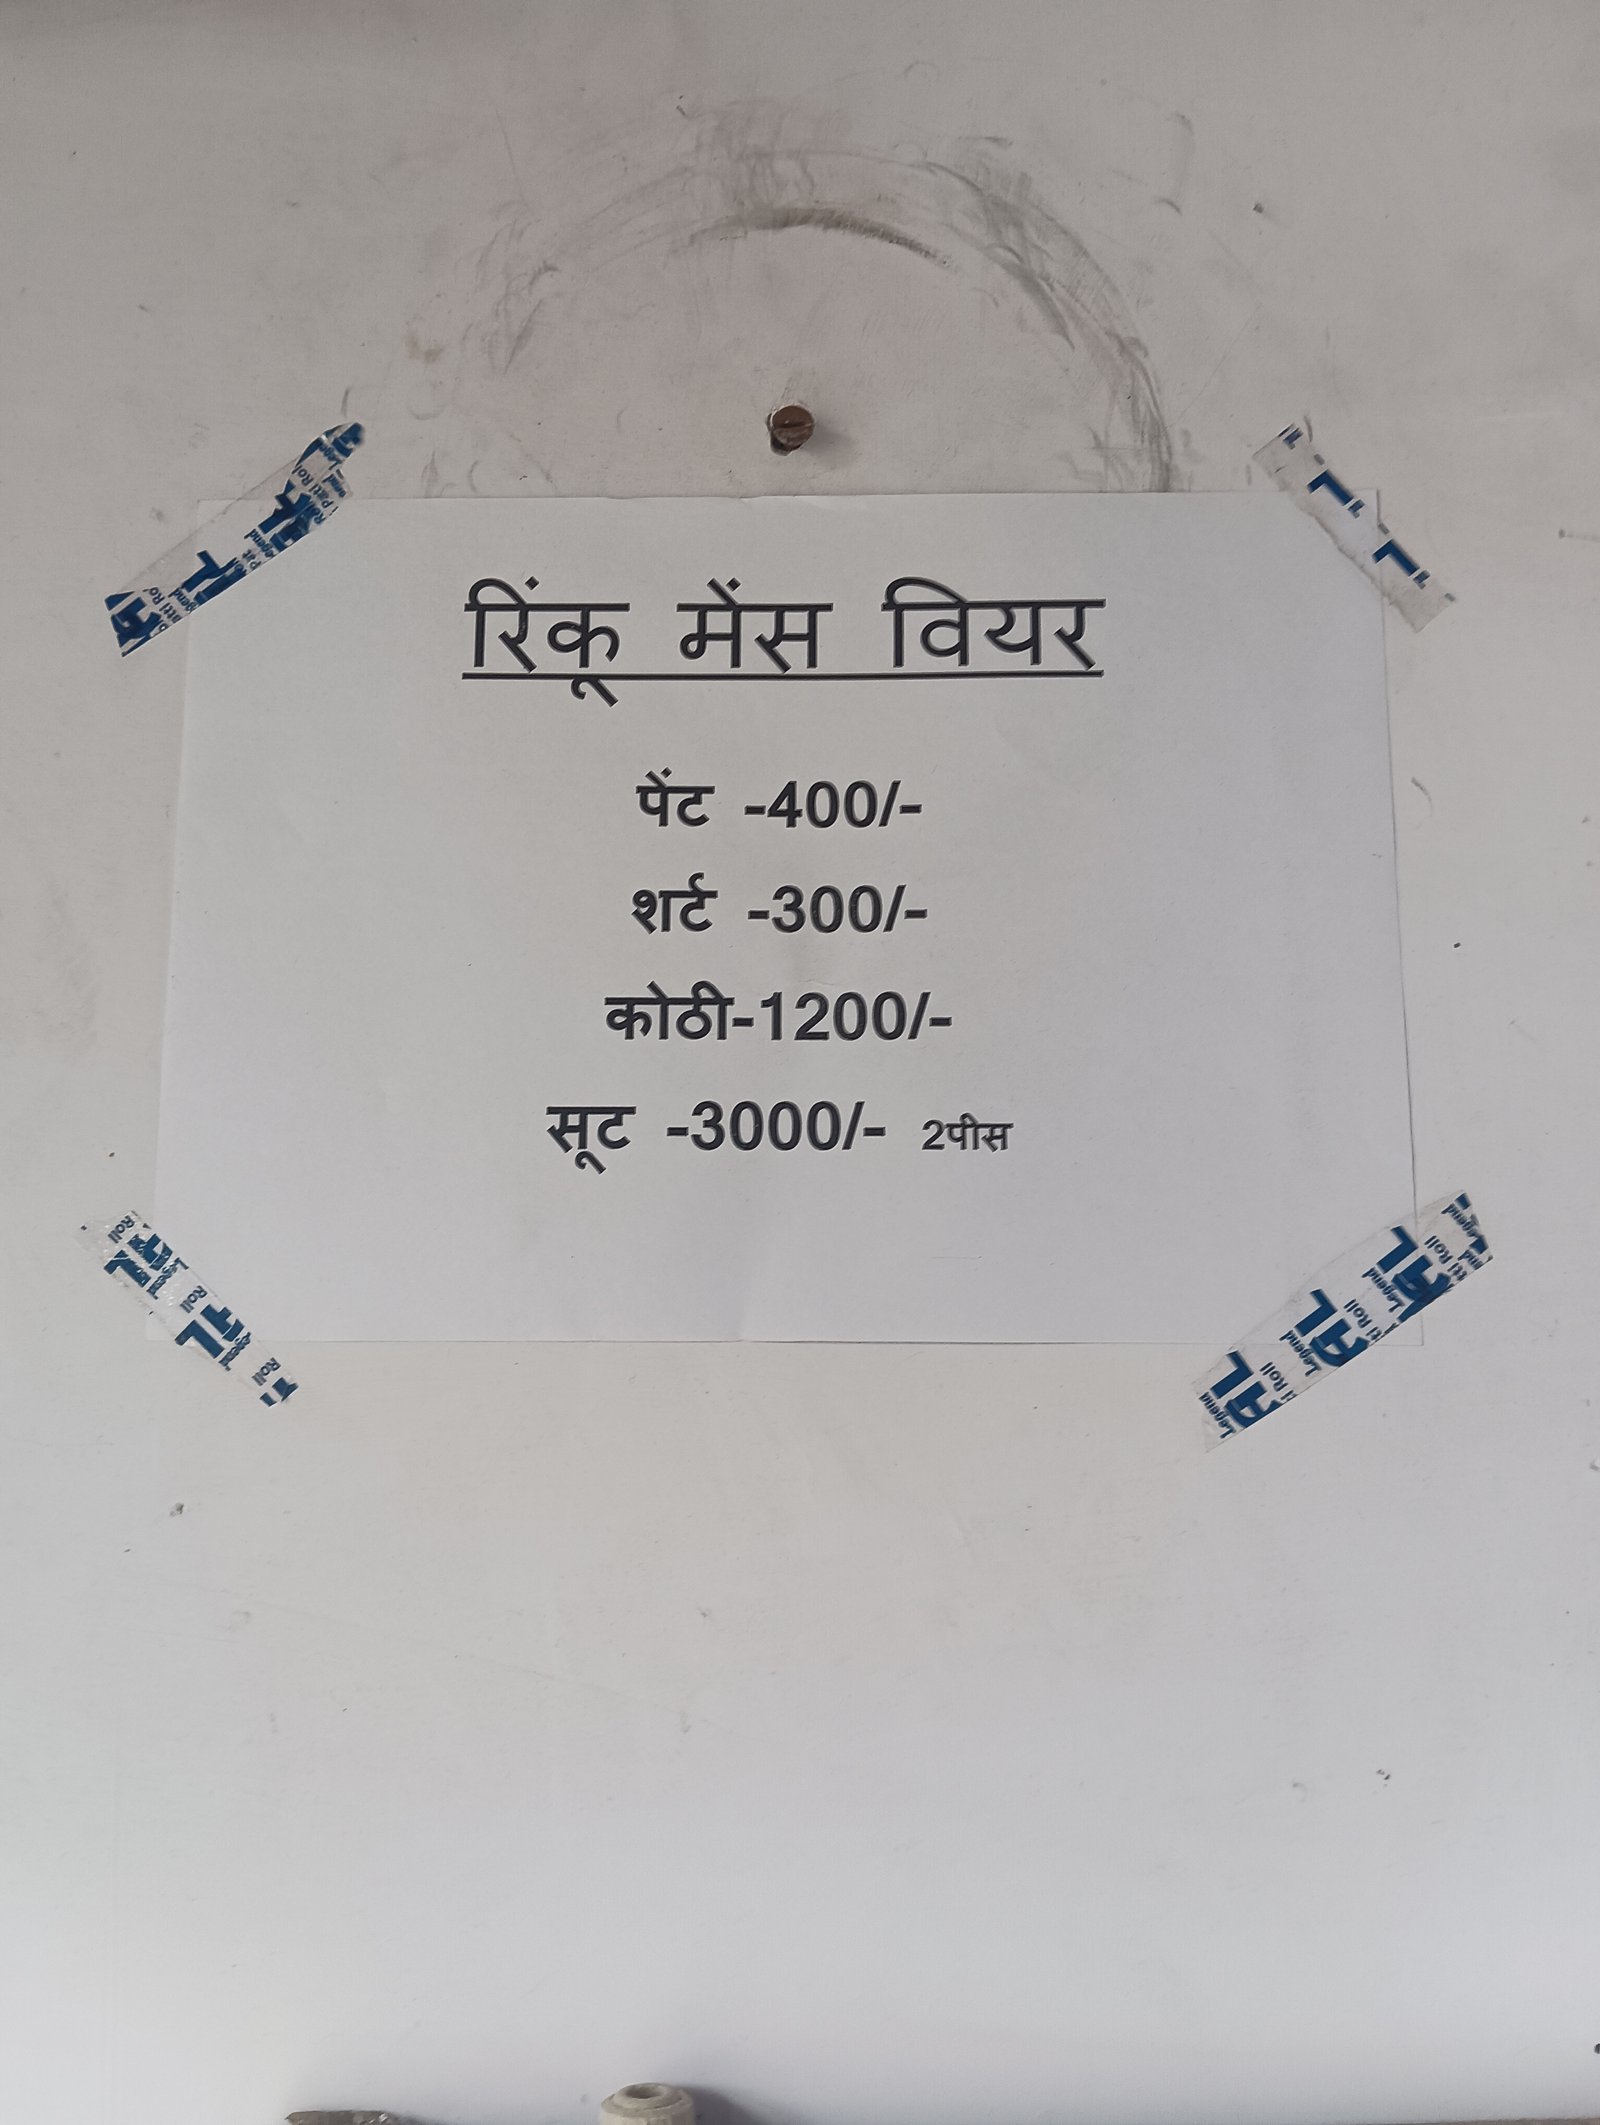 रिंकू मेंस वियर
पेंट -400/-
शर्ट -300/-
कोठी-1200/-
सूट -3000/- 2पीस